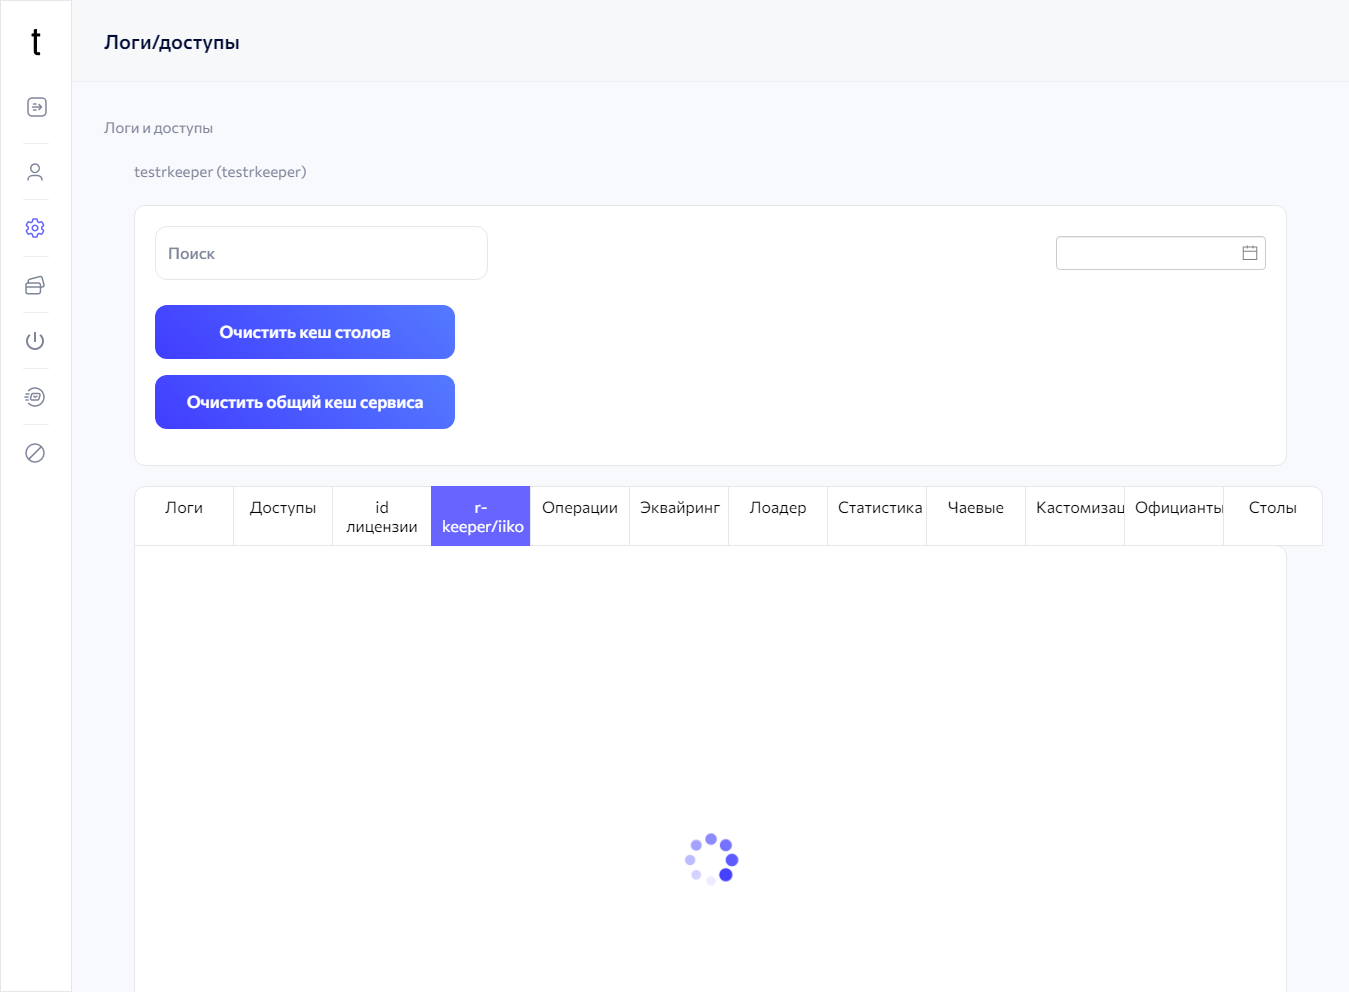 t
Логи/доступы
Логи и доступы
testrkeeper (testrkeeper)
Поиск
Очистить кеш столов
Очистить общий кеш сервиса
Логи
Доступы
id
лицензии
r-
keeper/iiko
Операции
Эквайринг
Лоадер
Статистика
Чаевые
Кастомизац
Официанты
Столы